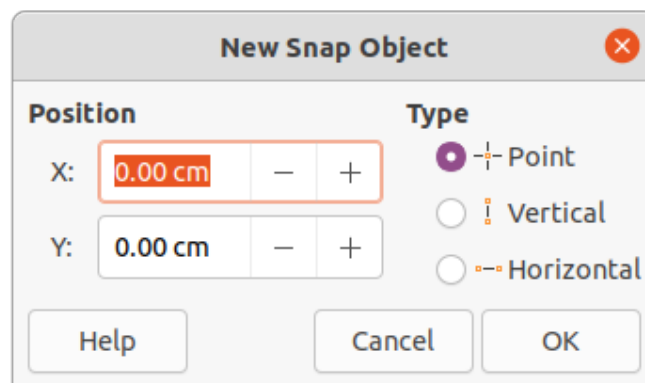 New Snap Object
Position
Type
X: 0.00 cm
Y: 0.00 cm
Point
Vertical
Horizontal
Help
Cancel
OK